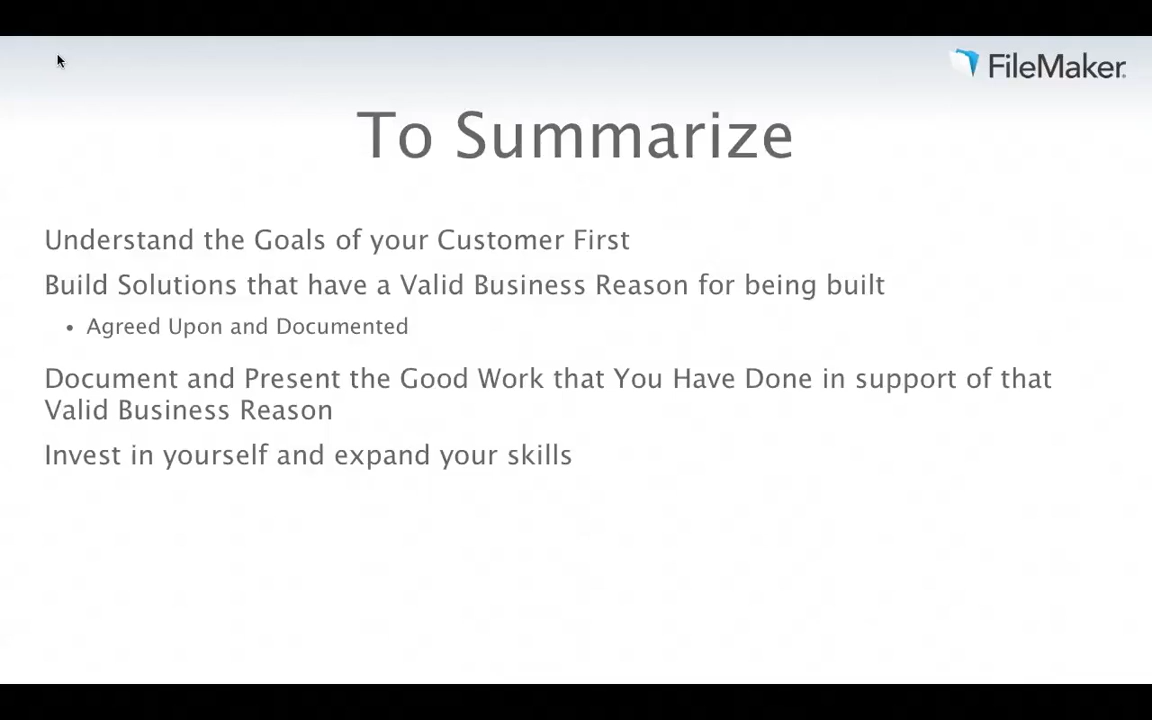 FileMaker
To Summarize
Understand the Goals of your Customer First
Build Solutions that have a Valid Business Reason for being built
• Agreed Upon and Documented
Document and Present the Good Work that You Have Done in support of that
Valid Business Reason
Invest in yourself and expand your skills